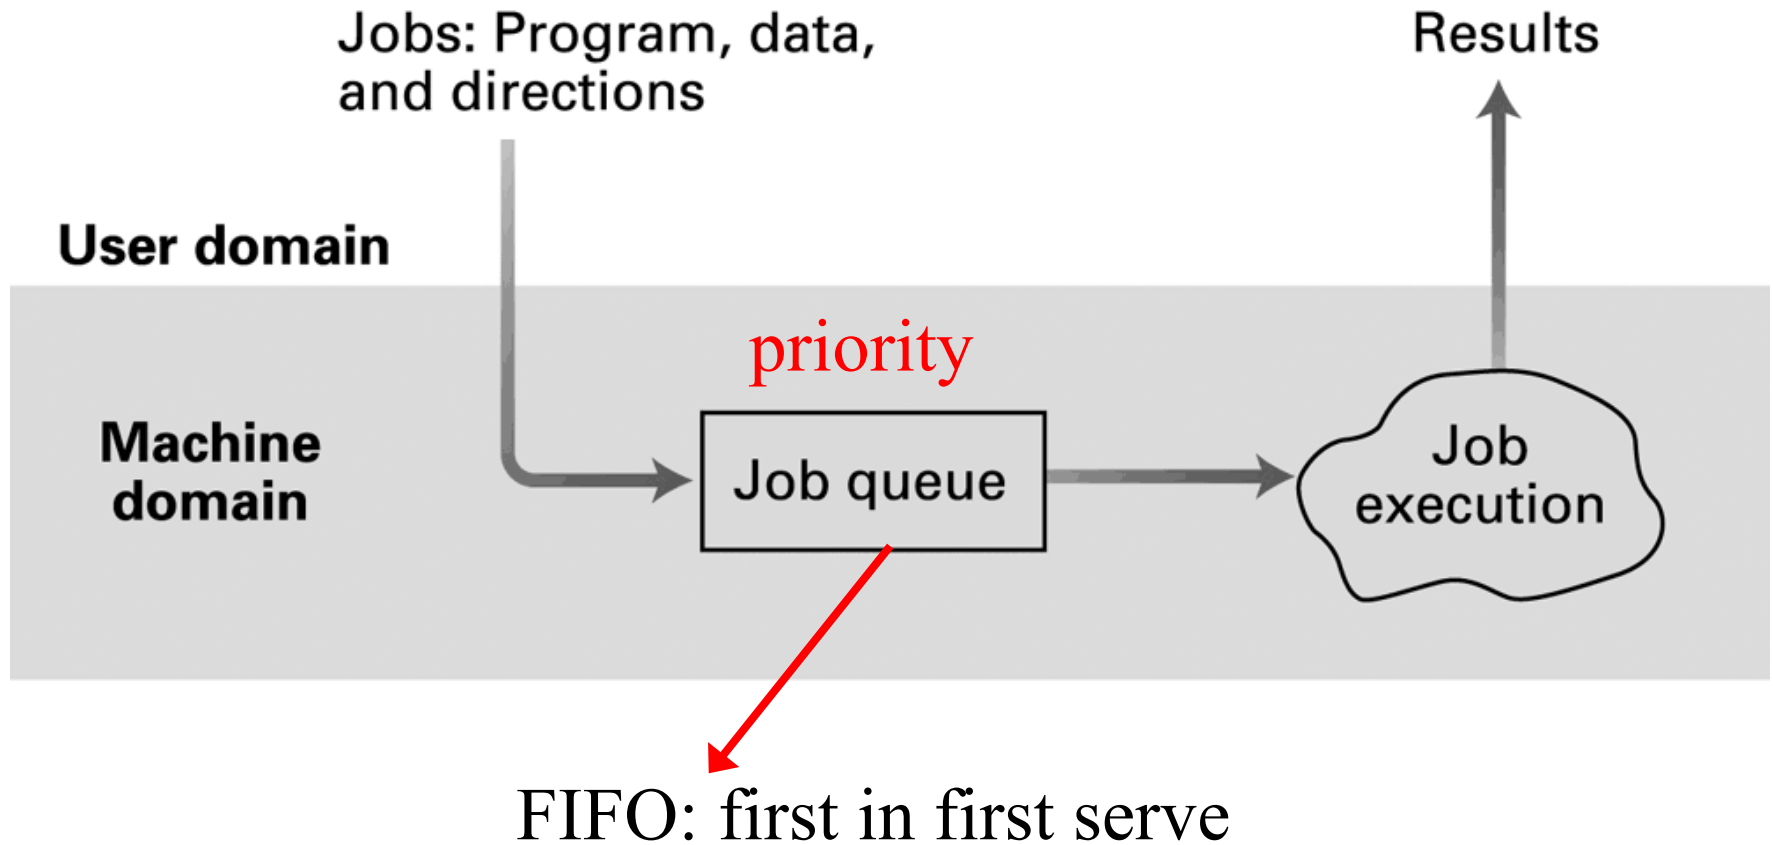 Jobs: Program, data,
and directions
Results
User domain
priority
Machine
domain
Job queue
Job
execution
FIFO: first in first serve